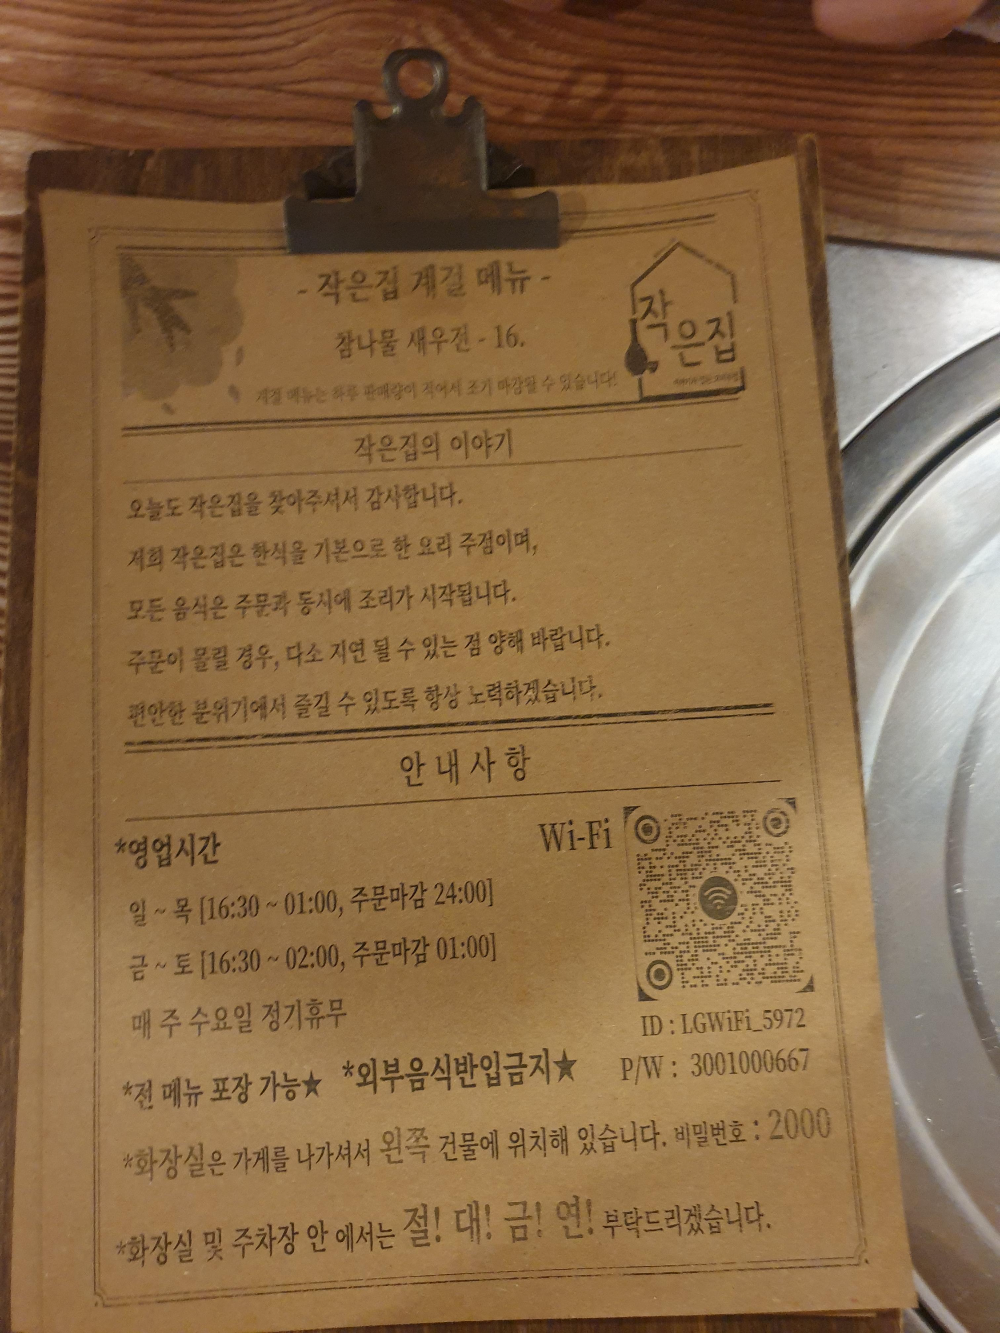 - 작은집 계절 메뉴 -
참나물 새우전 - 16.
계절 메뉴는 하루 판매량이 적어서 조기 마감될 수 있습니다!
작은집
작은집의 이야기
오늘도 작은집을 찾아주셔서 감사합니다.
저희 작은집은 한식을 기본으로 한 요리 주점이며,
모든 음식은 주문과 동시에 조리가 시작됩니다.
주문이 몰릴 경우, 다소 지연 될 수 있는 점 양해 바랍니다.
편안한 분위기에서 즐길 수 있도록 항상 노력하겠습니다.
안 내 사 항
*영업시간
Wi-Fi
일 ~ 목 [16:30 ~ 01:00, 주문마감 24:00]
금 ~ 토 [16:30 ~ 02:00, 주문마감 01:00]
매 주 수요일 정기휴무
ID : LGWiFi_5972
P/W : 3001000667
*전 메뉴 포장 가능★ *외부음식반입금지★
*화장실은 가게를 나가셔서 왼쪽 건물에 위치해 있습니다. 비밀번호 : 2000
*화장실 및 주차장 안 에서는 절! 대! 금! 연! 부탁드리겠습니다.